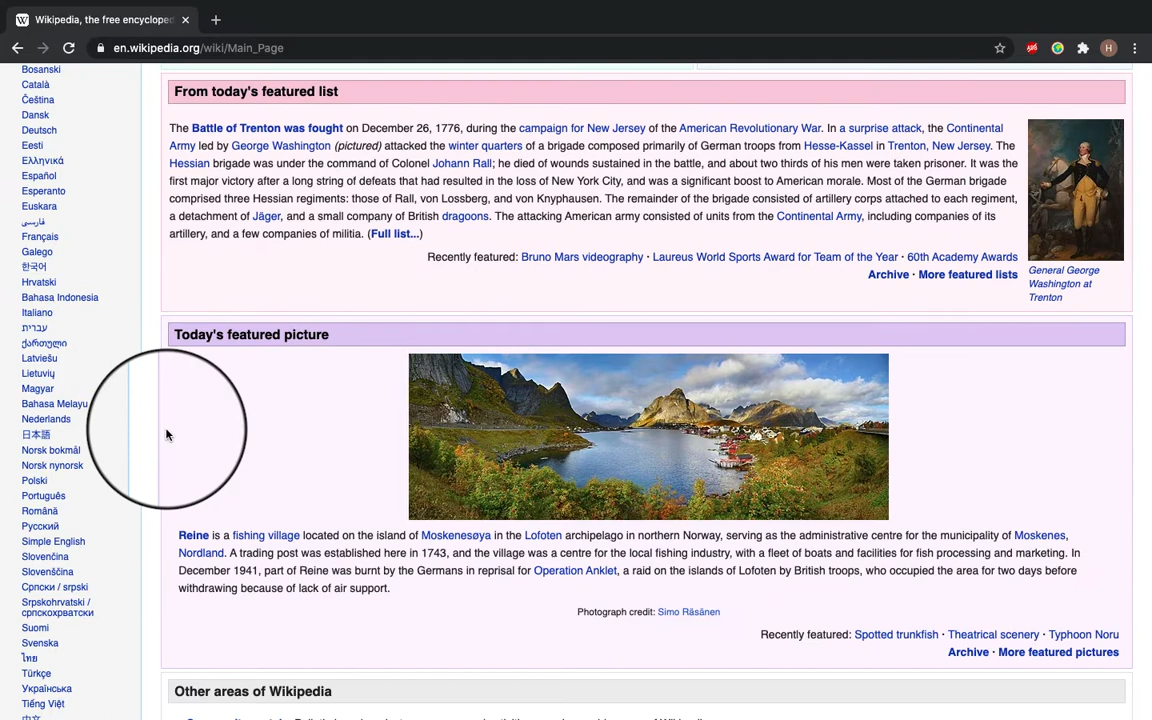 Wikipedia, the free encycloped
en.wikipedia.org/wiki/Main_Page
H
Bosanski
Català
Čeština
Dansk
Deutsch
Eesti
Ελληνικά
Español
Esperanto
Euskara
فارسی
Français
Galego
한국어
Hrvatski
Bahasa Indonesia
Italiano
עברית
ქართული
Latviešu
Lietuvių
Magyar
Bahasa Melayu
Nederlands
日本語
Norsk bokmål
Norsk nynorsk
Polski
Português
Română
Русский
Simple English
Slovenčina
Slovenščina
Српски / srpski
Srpskohrvatski /
српскохрватски
Suomi
Svenska
ไทย
Türkçe
Українська
Tiếng Việt
中文
From today's featured list
The Battle of Trenton was fought on December 26, 1776, during the campaign for New Jersey of the American Revolutionary War. In a surprise attack, the Continental
Army led by George Washington (pictured) attacked the winter quarters of a brigade composed primarily of German troops from Hesse-Kassel in Trenton, New Jersey. The
Hessian brigade was under the command of Colonel Johann Rall; he died of wounds sustained in the battle, and about two thirds of his men were taken prisoner. It was the
first major victory after a long string of defeats that had resulted in the loss of New York City, and was a significant boost to American morale. Most of the German brigade
comprised three Hessian regiments: those of Rall, von Lossberg, and von Knyphausen. The remainder of the brigade consisted of artillery corps attached to each regiment,
a detachment of Jäger, and a small company of British dragoons. The attacking American army consisted of units from the Continental Army, including companies of its
artillery, and a few companies of militia. (Full list...)
General George
Washington at
Trenton
Recently featured: Bruno Mars videography · Laureus World Sports Award for Team of the Year · 60th Academy Awards
Archive · More featured lists
Today's featured picture
Reine is a fishing village located on the island of Moskenesøya in the Lofoten archipelago in northern Norway, serving as the administrative centre for the municipality of Moskenes,
Nordland. A trading post was established here in 1743, and the village was a centre for the local fishing industry, with a fleet of boats and facilities for fish processing and marketing. In
December 1941, part of Reine was burnt by the Germans in reprisal for Operation Anklet, a raid on the islands of Lofoten by British troops, who occupied the area for two days before
withdrawing because of lack of air support.
Photograph credit: Simo Räsänen
Recently featured: Spotted trunkfish · Theatrical scenery · Typhoon Noru
Archive · More featured pictures
Other areas of Wikipedia